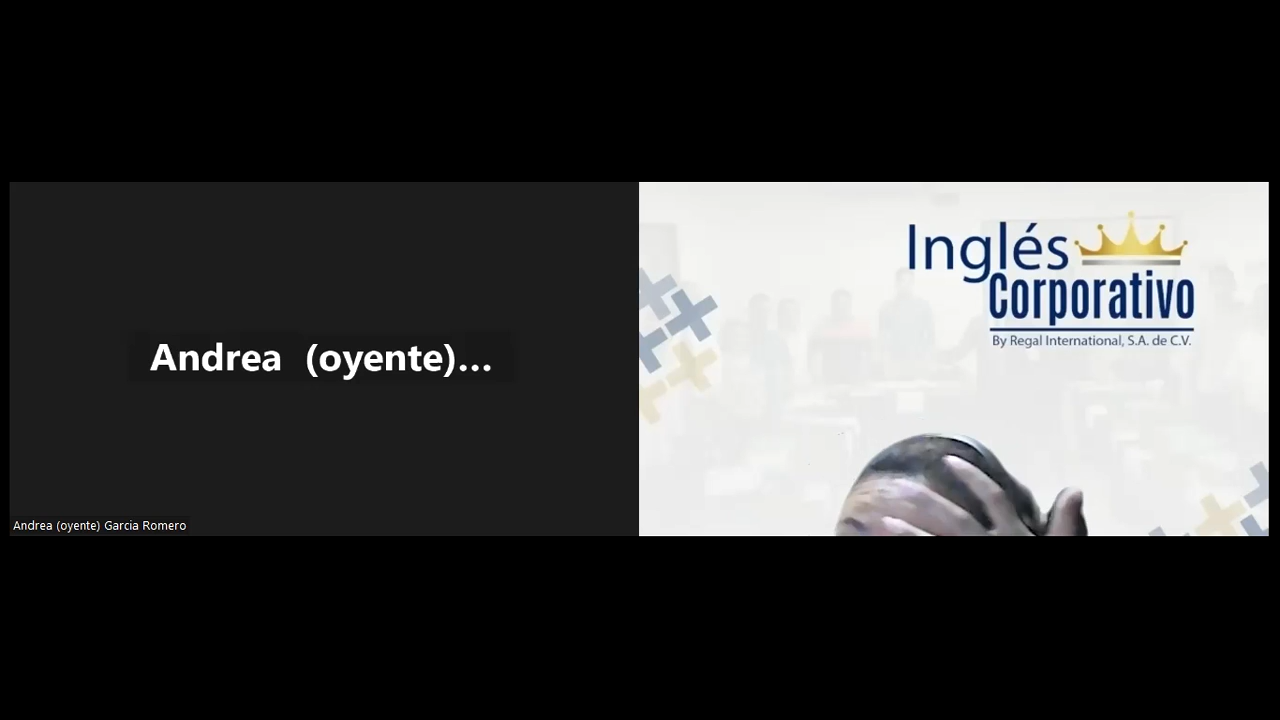 Andrea (oyente)...
Andrea (oyente) Garcia Romero
Inglés
Corporativo
By Regal International, S.A. de C.V.